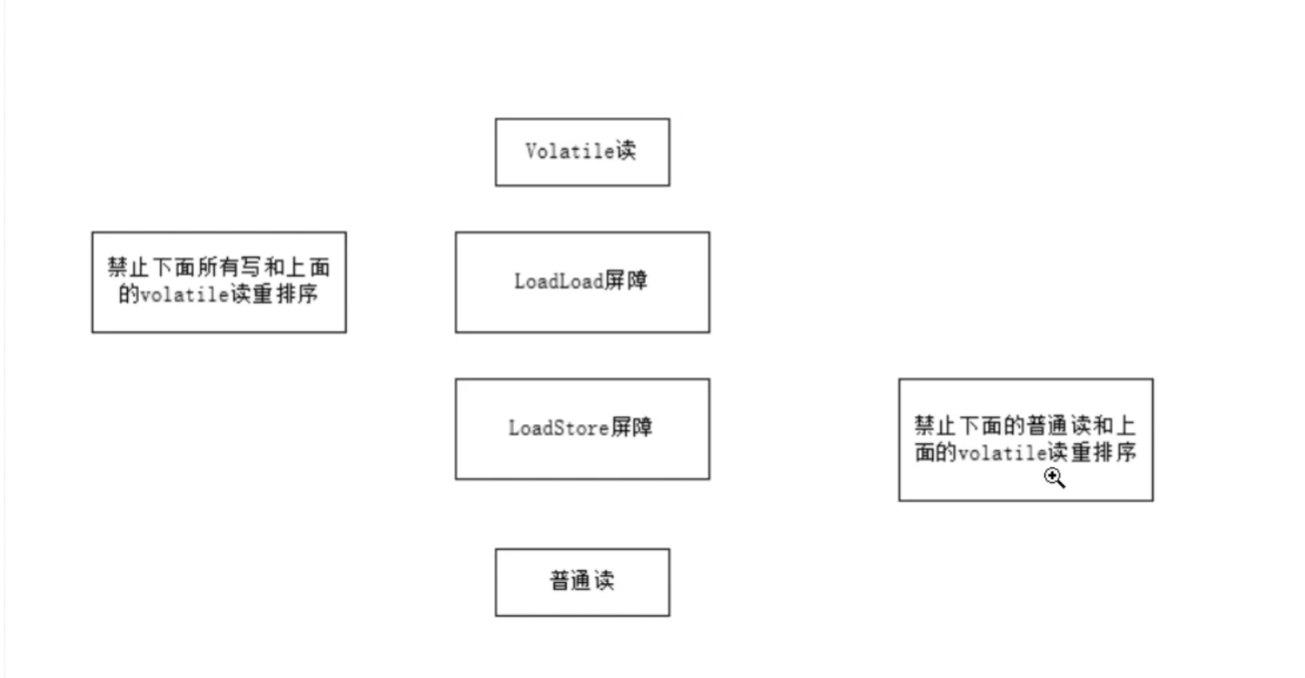 Volatile读
禁止下面所有写和上面
的volatile读重排序
LoadLoad屏障
LoadStore屏障
禁止下面的普通读和上
面的volatile读重排序
普通读